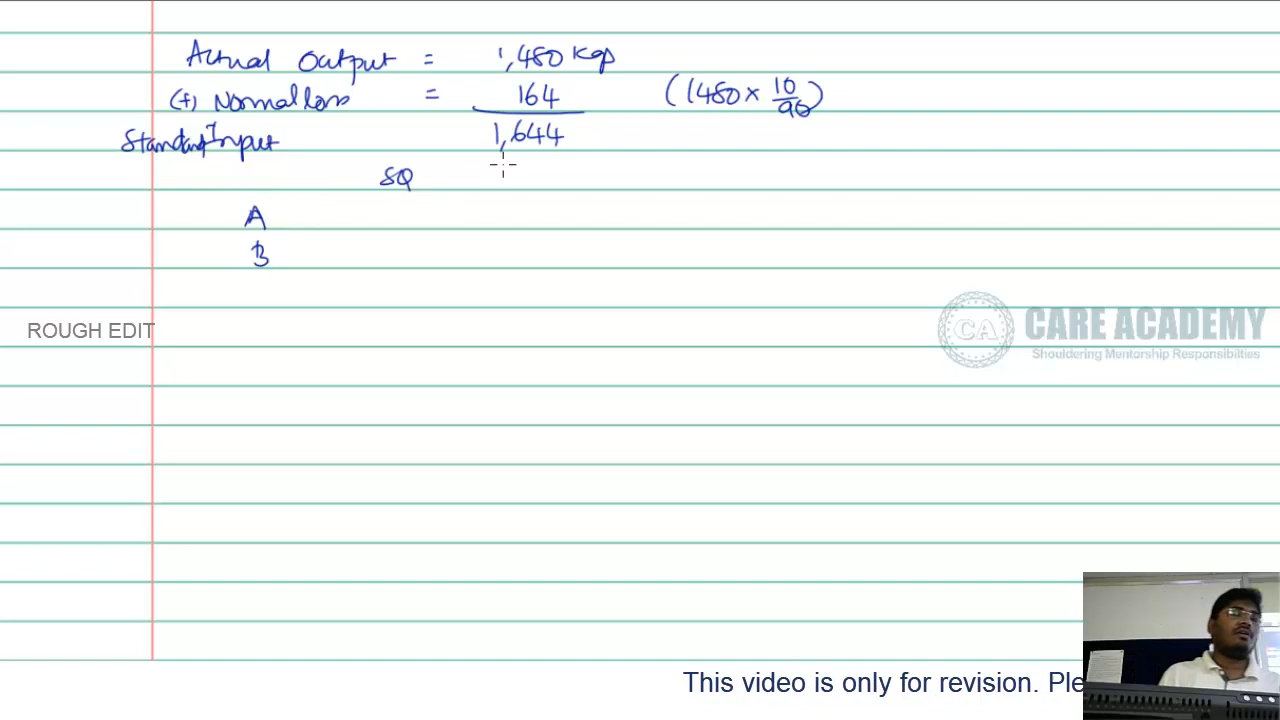 Actual Output = 1,480 Kgs
(+) Normal loss = 164 (1480 × 10/90)
Standard Input 1,644
SQ
A
B
CA CARE ACADEMY
Shouldering Mentorship Responsibilities
ROUGH EDIT
This video is only for revision. Ple